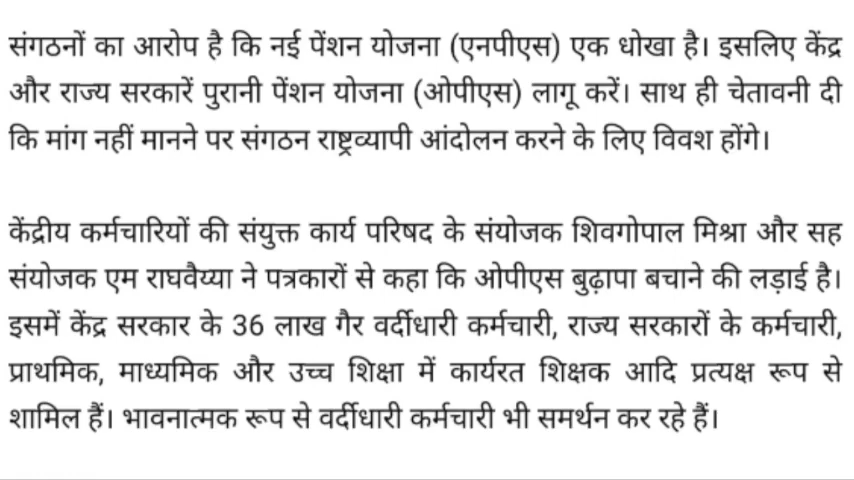 संगठनों का आरोप है कि नई पेंशन योजना (एनपीएस) एक धोखा है। इसलिए केंद्र
और राज्य सरकारें पुरानी पेंशन योजना (ओपीएस) लागू करें। साथ ही चेतावनी दी
कि मांग नहीं मानने पर संगठन राष्ट्रव्यापी आंदोलन करने के लिए विवश होंगे।
केंद्रीय कर्मचारियों की संयुक्त कार्य परिषद के संयोजक शिवगोपाल मिश्रा और सह
संयोजक एम राघवैय्या ने पत्रकारों से कहा कि ओपीएस बुढ़ापा बचाने की लड़ाई है।
इसमें केंद्र सरकार के 36 लाख गैर वर्दीधारी कर्मचारी, राज्य सरकारों के कर्मचारी,
प्राथमिक, माध्यमिक और उच्च शिक्षा में कार्यरत शिक्षक आदि प्रत्यक्ष रूप से
शामिल हैं। भावनात्मक रूप से वर्दीधारी कर्मचारी भी समर्थन कर रहे हैं।